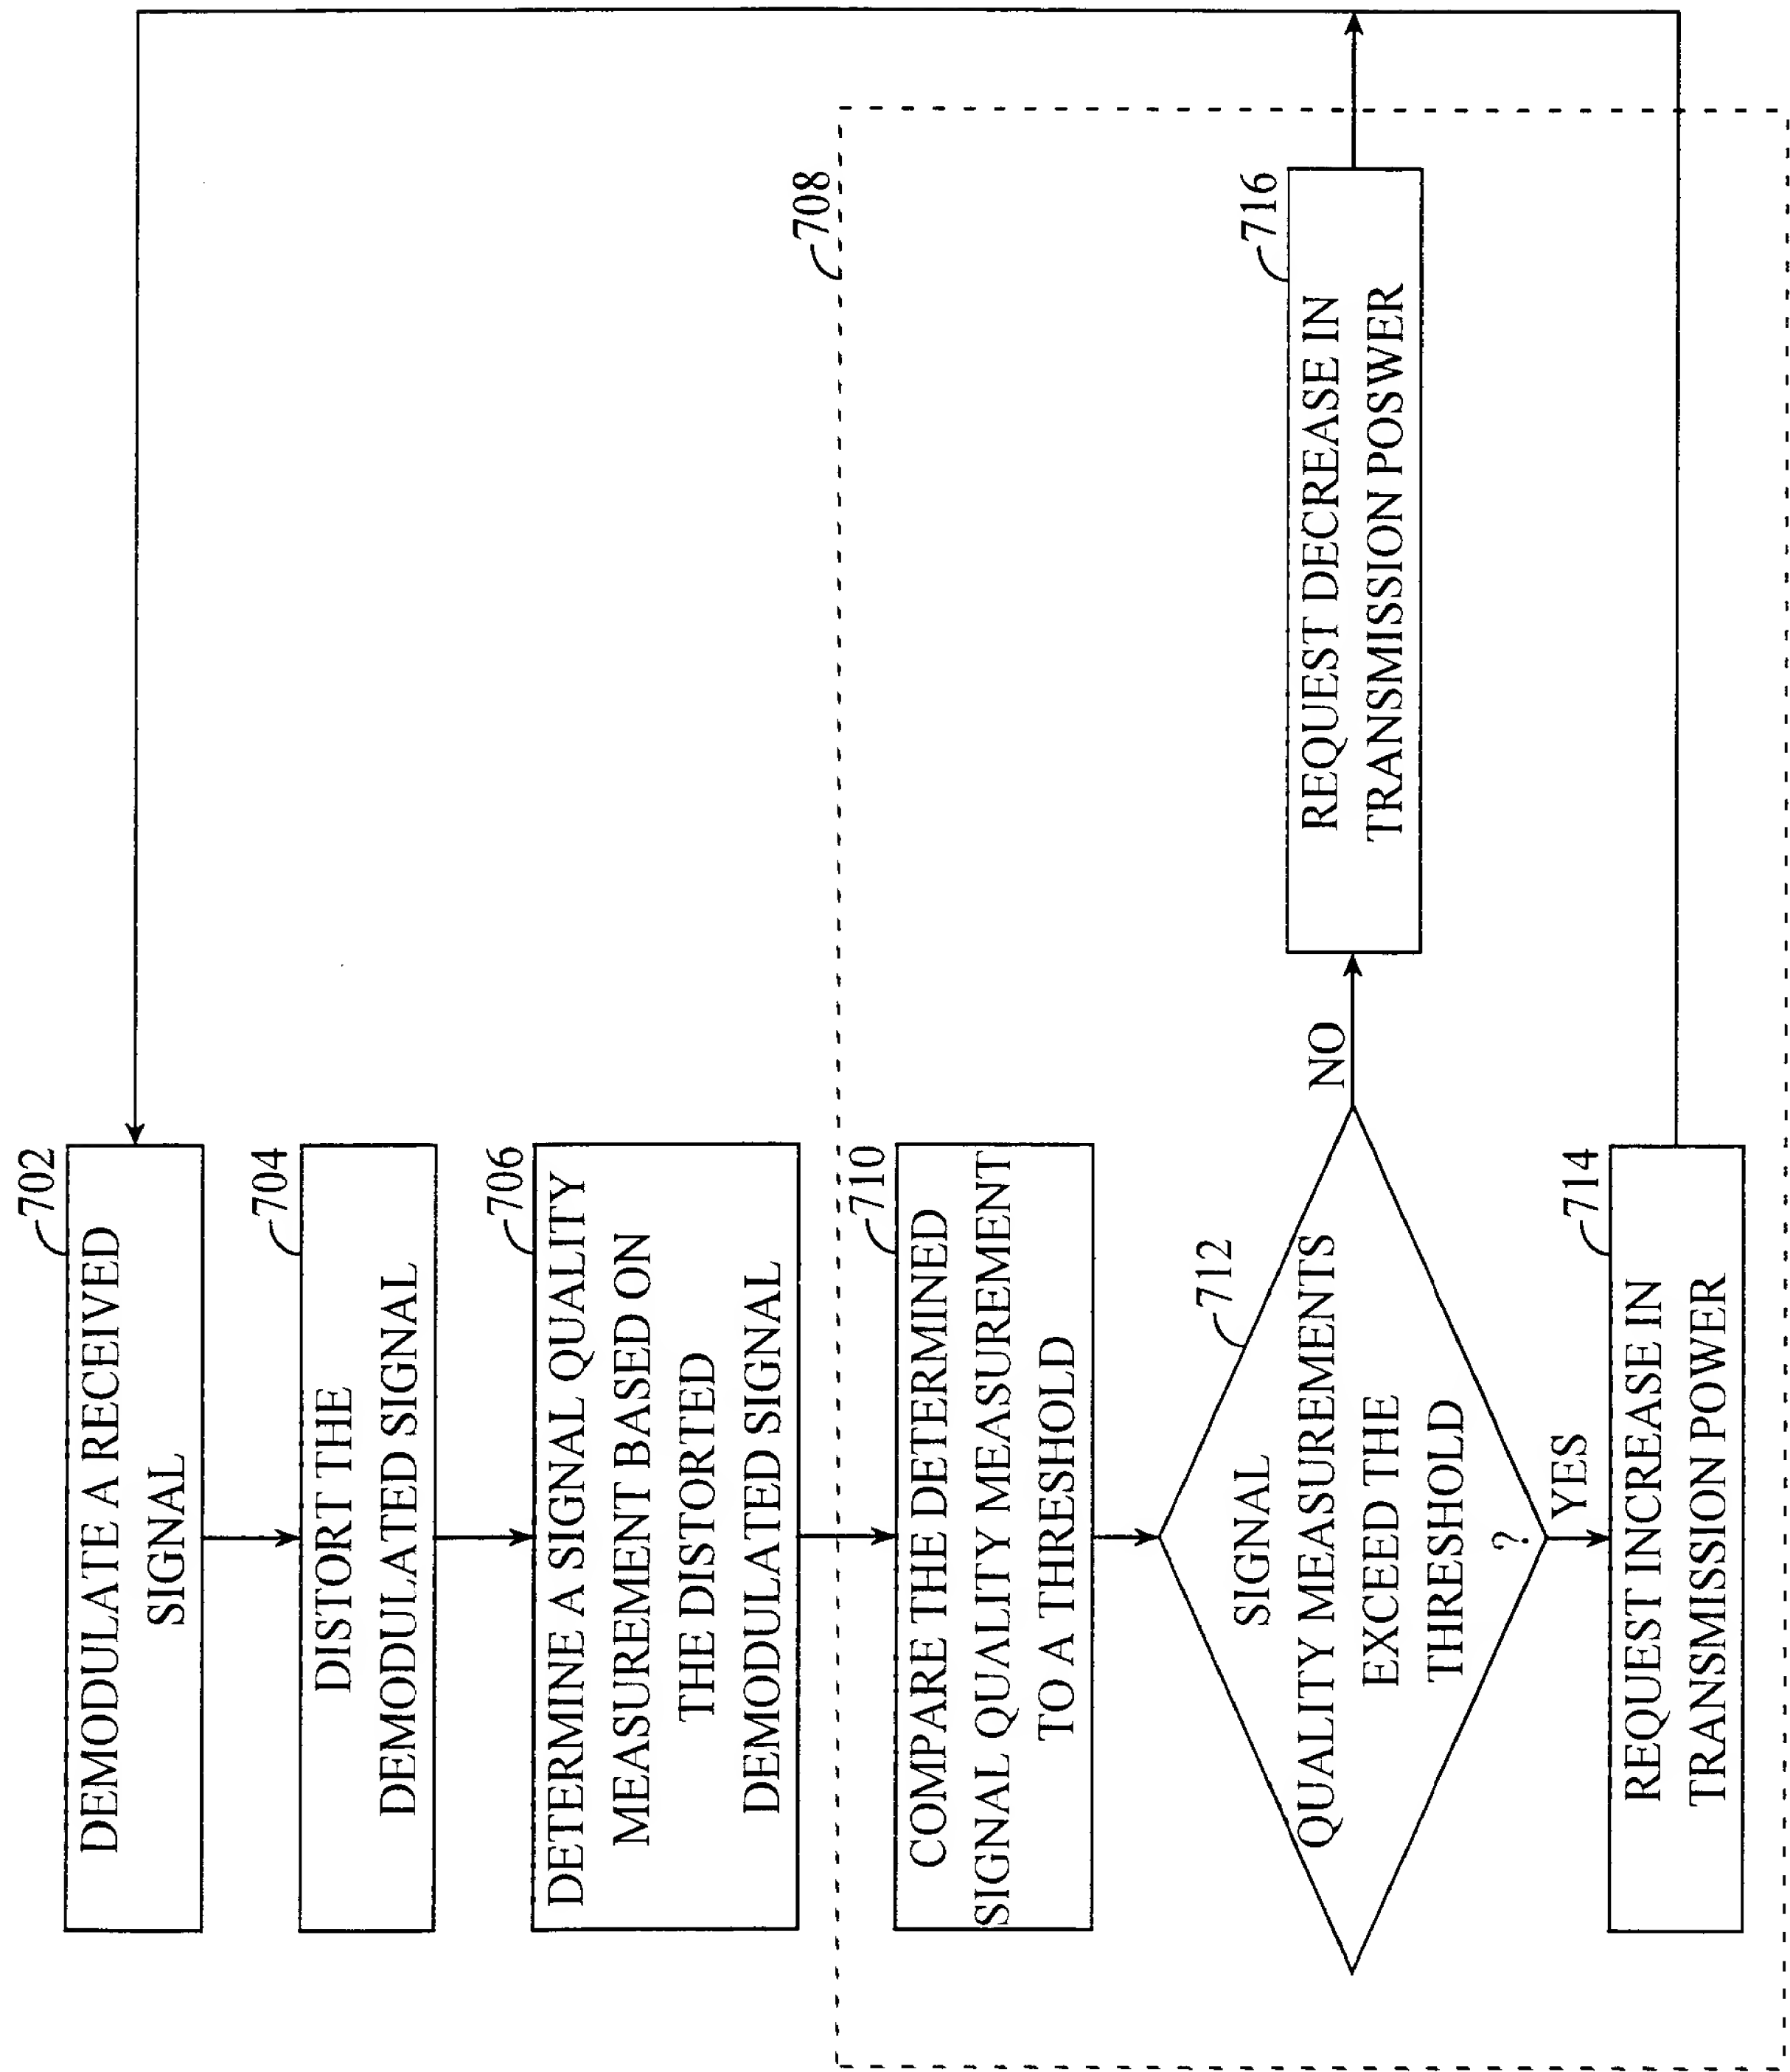 702
DEMODULATE A RECEIVED
SIGNAL
704
DISTORT THE
DEMODULATED SIGNAL
706
DETERMINE A SIGNAL QUALITY
MEASUREMENT BASED ON
THE DISTORTED
DEMODULATED SIGNAL
708
710
COMPARE THE DETERMINED
SIGNAL QUALITY MEASUREMENT
TO A THRESHOLD
712
SIGNAL
QUALITY MEASUREMENTS
EXCEED THE
THRESHOLD
?
NO
716
REQUEST DECREASE IN
TRANSMISSION POSWER
YES
714
REQUEST INCREASE IN
TRANSMISSION POWER